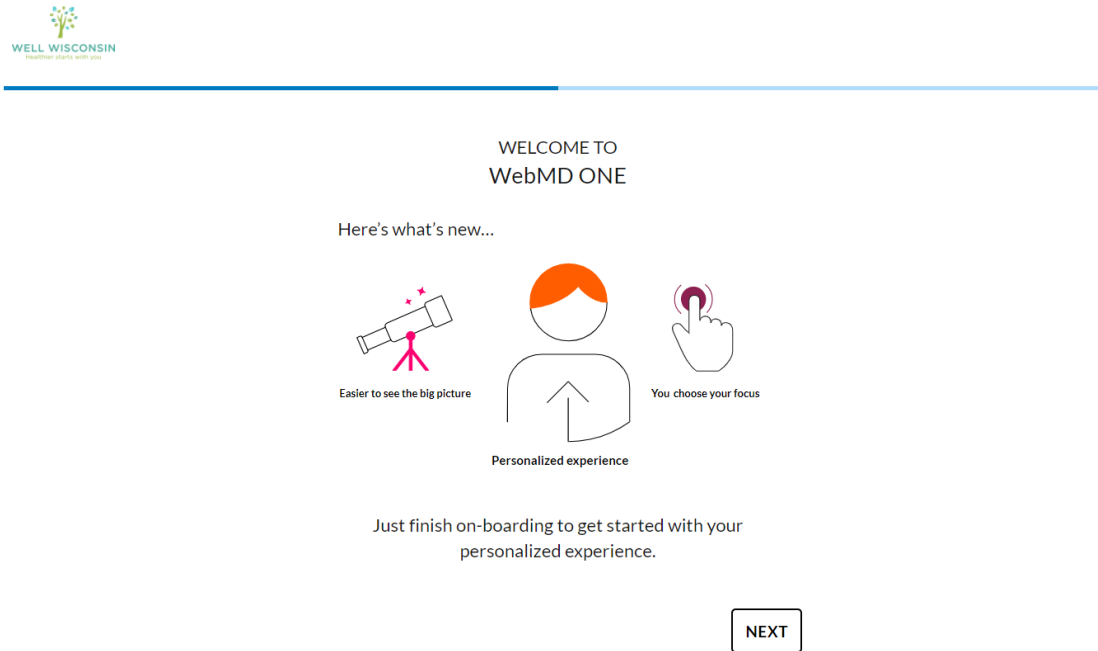 WELL WISCONSIN
Healthier starts with you
WELCOME TO
WebMD ONE
Here's what's new...
Easier to see the big picture
You choose your focus
Personalized experience
Just finish on-boarding to get started with your
personalized experience.
NEXT